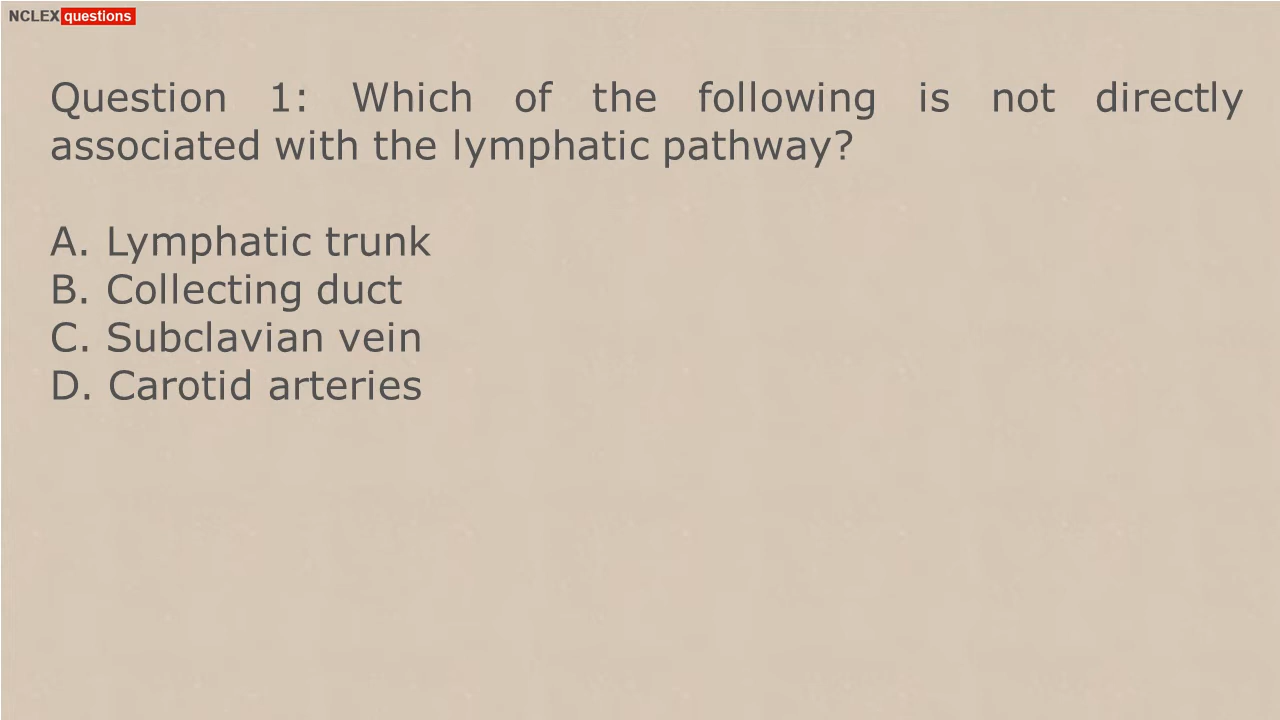 NCLEX questions
Question 1: Which of the following is not directly
associated with the lymphatic pathway?
A. Lymphatic trunk
B. Collecting duct
C. Subclavian vein
D. Carotid arteries